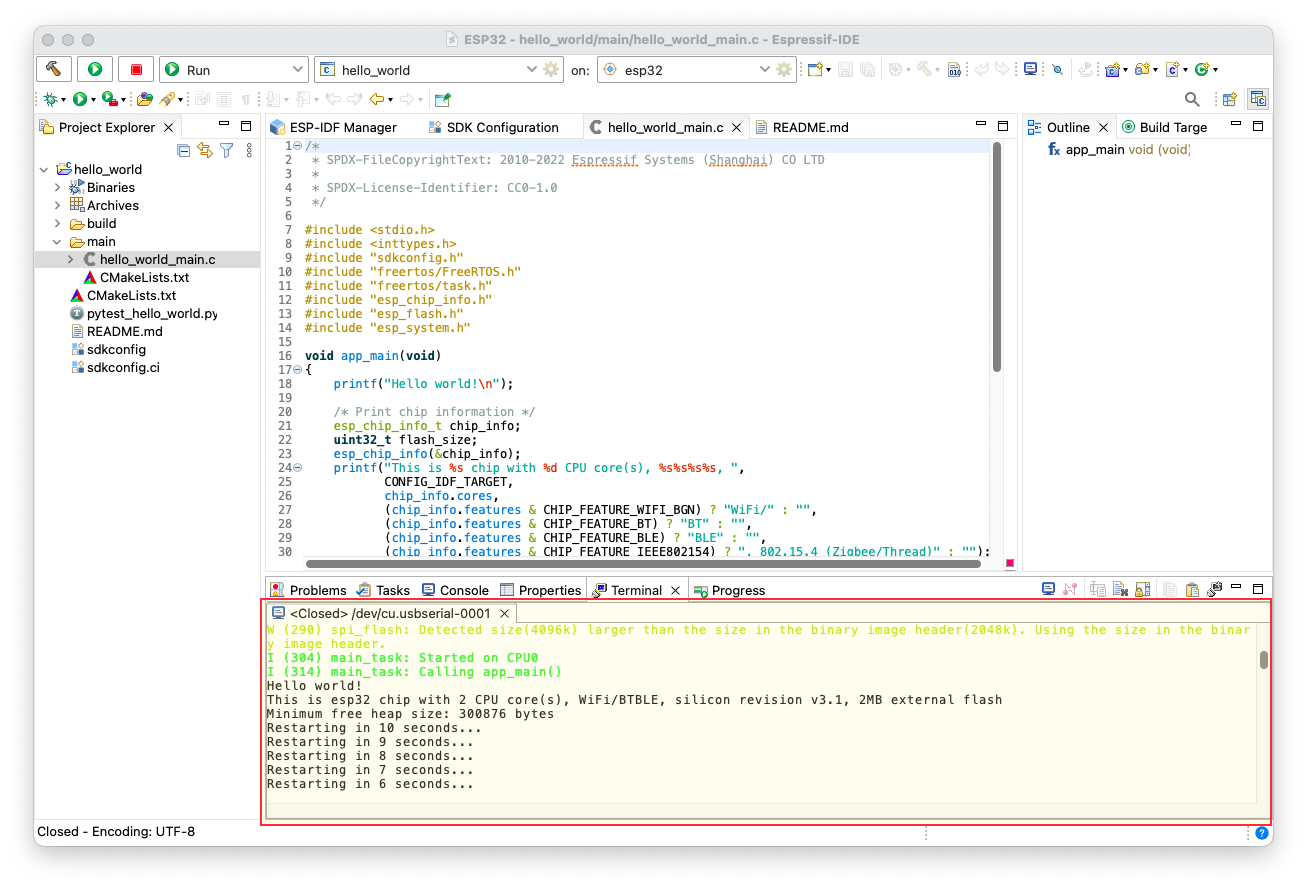 ESP32 - hello_world/main/hello_world_main.c - Espressif-IDE
Run
hello_world
on:
esp32
010
Project Explorer
hello_world
Binaries
Archives
build
main
hello_world_main.c
CMakeLists.txt
CMakeLists.txt
pytest_hello_world.py
README.md
sdkconfig
sdkconfig.ci
ESP-IDF Manager
SDK Configuration
hello_world_main.c
README.md
1 /*
2 * SPDX-FileCopyrightText: 2010-2022 Espressif Systems (Shanghai) CO LTD
3 *
4 * SPDX-License-Identifier: CC0-1.0
5 */
6
7 #include <stdio.h>
8 #include <inttypes.h>
9 #include "sdkconfig.h"
10 #include "freertos/FreeRTOS.h"
11 #include "freertos/task.h"
12 #include "esp_chip_info.h"
13 #include "esp_flash.h"
14 #include "esp_system.h"
15
16 void app_main(void)
17 {
18 printf("Hello world!\n");
19
20 /* Print chip information */
21 esp_chip_info_t chip_info;
22 uint32_t flash_size;
23 esp_chip_info(&chip_info);
24 printf("This is %s chip with %d CPU core(s), %s%s%s%s, ",
25 CONFIG_IDF_TARGET,
26 chip_info.cores,
27 (chip_info.features & CHIP_FEATURE_WIFI_BGN) ? "WiFi/" : "",
28 (chip_info.features & CHIP_FEATURE_BT) ? "BT" : "",
29 (chip_info.features & CHIP_FEATURE_BLE) ? "BLE" : "",
30 (chip_info.features & CHIP_FEATURE_IEEE802154) ? ", 802.15.4 (Zigbee/Thread)" : "");
Outline
Build Targe
app_main void (void)
Problems
Tasks
Console
Properties
Terminal
Progress
<Closed> /dev/cu.usbserial-0001
W (290) spi_flash: Detected size(4096k) larger than the size in the binary image header(2048k). Using the size in the binar
y image header.
I (304) main_task: Started on CPU0
I (314) main_task: Calling app_main()
Hello world!
This is esp32 chip with 2 CPU core(s), WiFi/BTBLE, silicon revision v3.1, 2MB external flash
Minimum free heap size: 300876 bytes
Restarting in 10 seconds...
Restarting in 9 seconds...
Restarting in 8 seconds...
Restarting in 7 seconds...
Restarting in 6 seconds...
Closed - Encoding: UTF-8